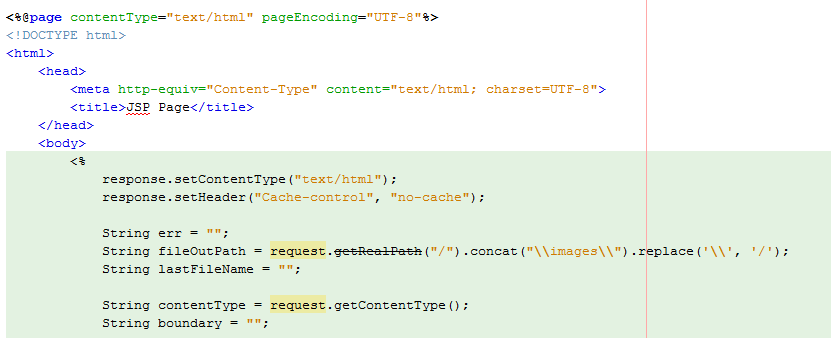 <%@page contentType="text/html" pageEncoding="UTF-8"%>
<!DOCTYPE html>
<html>
    <head>
        <meta http-equiv="Content-Type" content="text/html; charset=UTF-8">
        <title>JSP Page</title>
    </head>
    <body>
        <%
            response.setContentType("text/html");
            response.setHeader("Cache-control", "no-cache");

            String err = "";
            String fileOutPath = request.getRealPath("/").concat("\\images\\").replace('\\', '/');
            String lastFileName = "";

            String contentType = request.getContentType();
            String boundary = "";